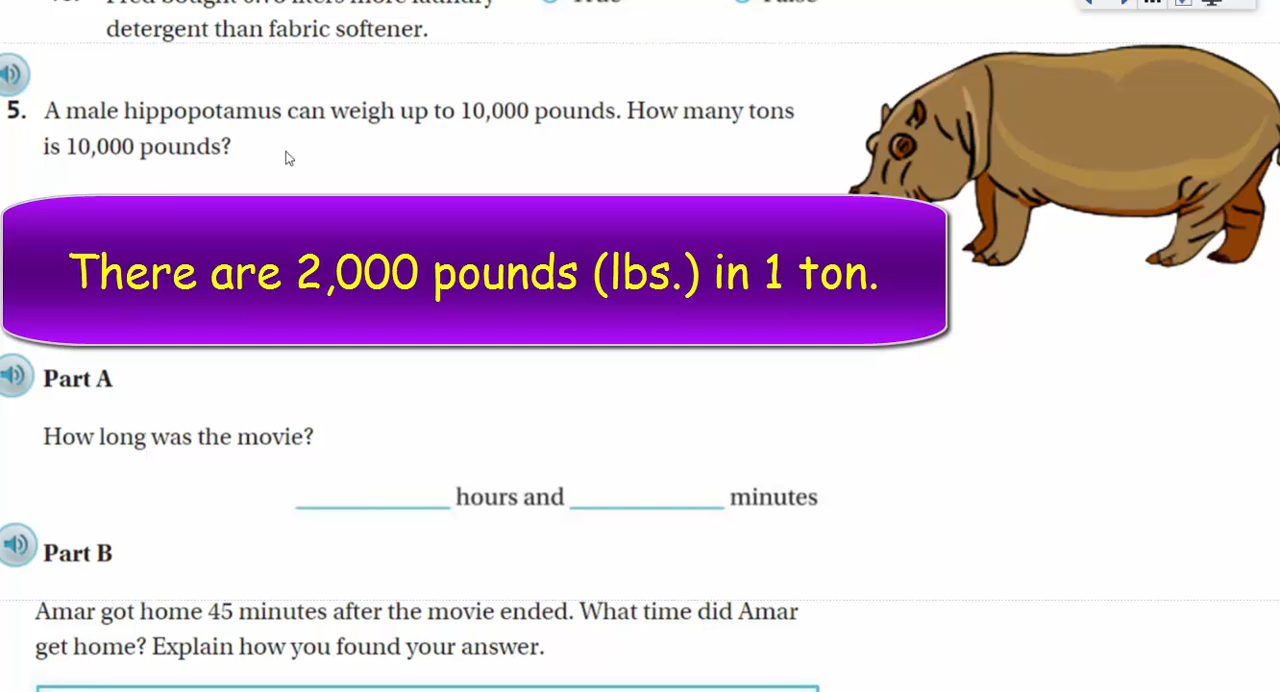 detergent than fabric softener.
5. A male hippopotamus can weigh up to 10,000 pounds. How many tons
is 10,000 pounds?
There are 2,000 pounds (lbs.) in 1 ton.
Part A
How long was the movie?
hours and minutes
Part B
Amar got home 45 minutes after the movie ended. What time did Amar
get home? Explain how you found your answer.